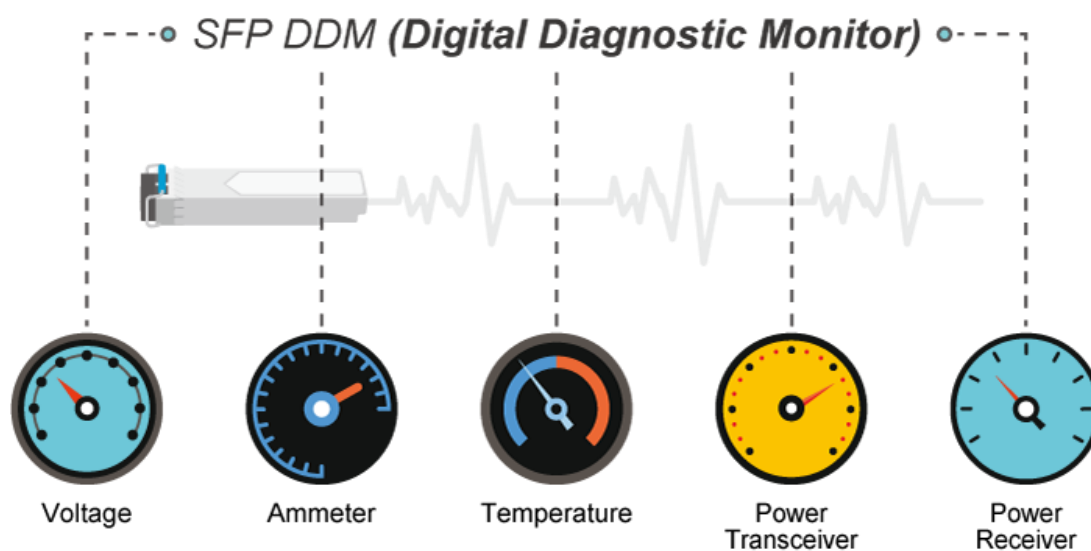 SFP DDM (Digital Diagnostic Monitor)
Voltage
Ammeter
Temperature
Power
Transceiver
Power
Receiver